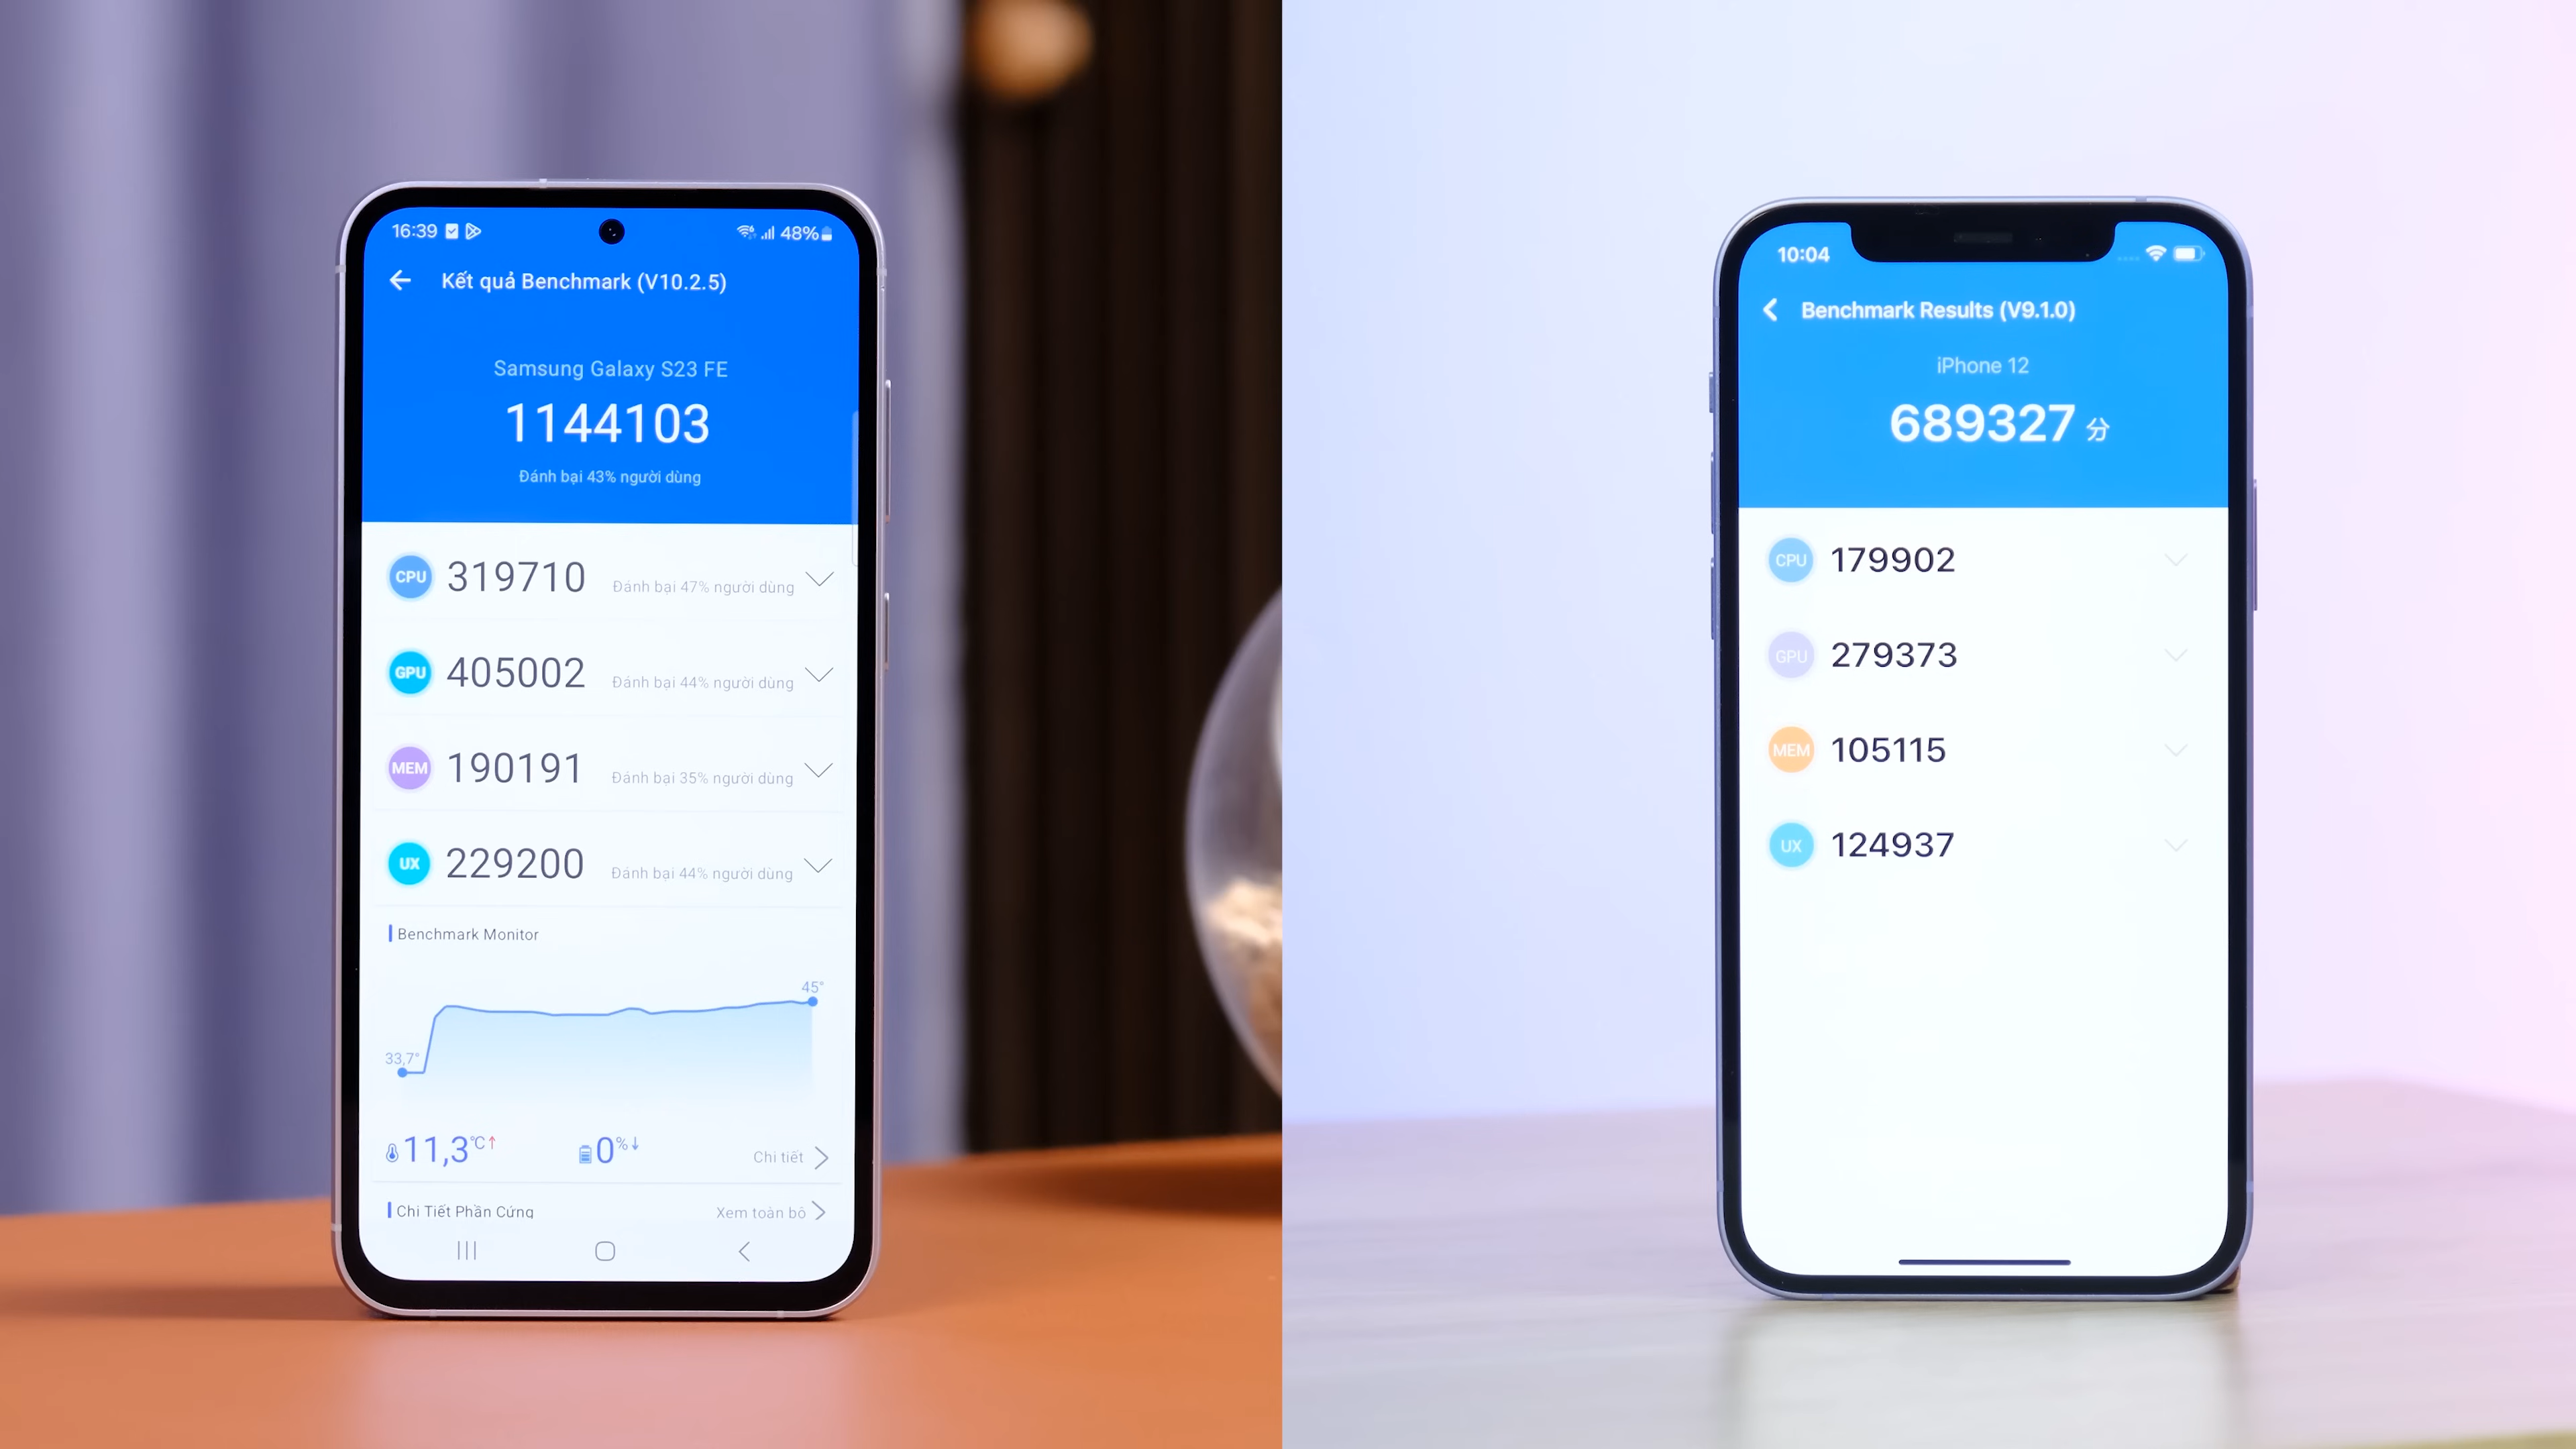 16:39
48%
Kết quả Benchmark (V10.2.5)
Samsung Galaxy S23 FE
1144103
Đánh bại 43% người dùng
CPU 319710 Đánh bại 47% người dùng
GPU 405002 Đánh bại 44% người dùng
MEM 190191 Đánh bại 35% người dùng
UX 229200 Đánh bại 44% người dùng
Benchmark Monitor
45°
33,7°
11,3°C↑ 0%↓ Chi tiết
Chi Tiết Phần Cứng Xem toàn bộ
10:04
Benchmark Results (V9.1.0)
iPhone 12
689327 分
CPU 179902
GPU 279373
MEM 105115
UX 124937